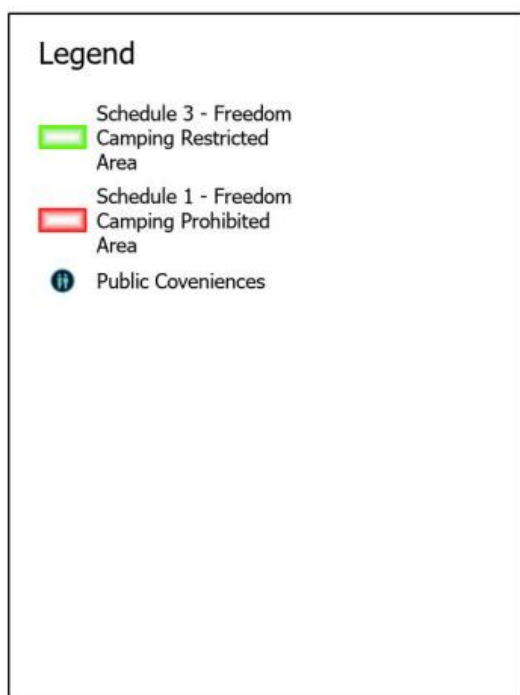 Legend
Schedule 3 - Freedom
Camping Restricted
Area
Schedule 1 - Freedom
Camping Prohibited
Area
Public Coveniences